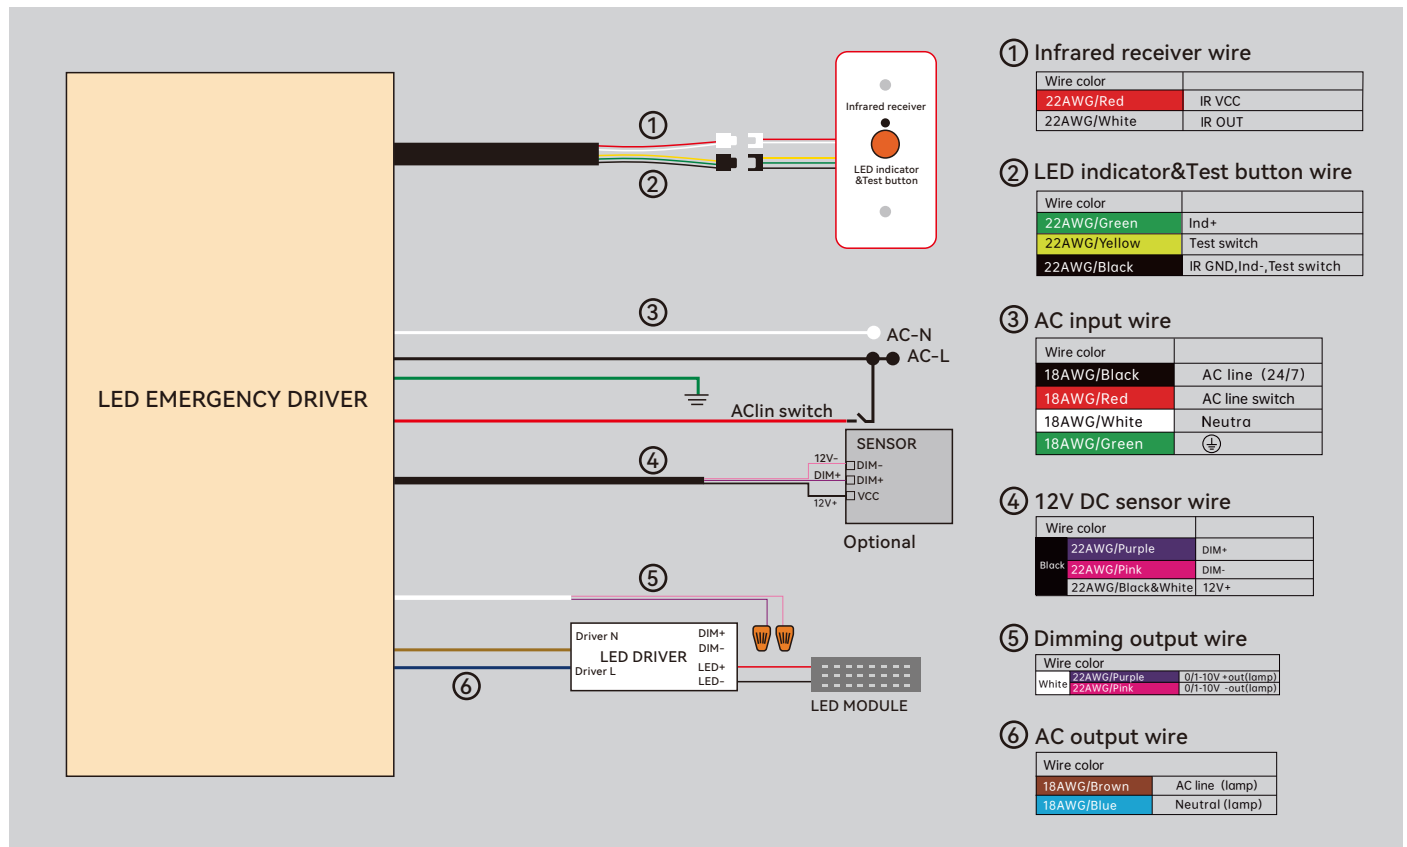 LED EMERGENCY DRIVER
①
②
Infrared receiver
LED indicator
&Test button
③
AC-N
AC-L
AClin switch
④
12V-
DIM+
12V+
SENSOR
DIM-
DIM+
VCC
Optional
⑤
⑥
Driver N
LED DRIVER
Driver L
DIM+
DIM-
LED+
LED-
LED MODULE
① Infrared receiver wire
Wire color
22AWG/Red IR VCC
22AWG/White IR OUT
② LED indicator&Test button wire
Wire color
22AWG/Green Ind+
22AWG/Yellow Test switch
22AWG/Black IR GND,Ind-,Test switch
③ AC input wire
Wire color
18AWG/Black AC line (24/7)
18AWG/Red AC line switch
18AWG/White Neutra
18AWG/Green
④ 12V DC sensor wire
Wire color
Black
22AWG/Purple DIM+
22AWG/Pink DIM-
22AWG/Black&White 12V+
⑤ Dimming output wire
Wire color
White
22AWG/Purple 0/1-10V +out(lamp)
22AWG/Pink 0/1-10V -out(lamp)
⑥ AC output wire
Wire color
18AWG/Brown AC line (lamp)
18AWG/Blue Neutral (lamp)